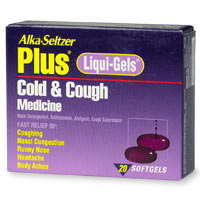 Alka-Seltzer
Plus® Liqui-Gels®
Cold & Cough
Medicine
Nasal Decongestant, Antihistamine, Analgesic, Cough Suppressant
FAST RELIEF OF:
Coughing
Nasal Congestion
Runny Nose
Headache
Body Aches
20 SOFTGELS